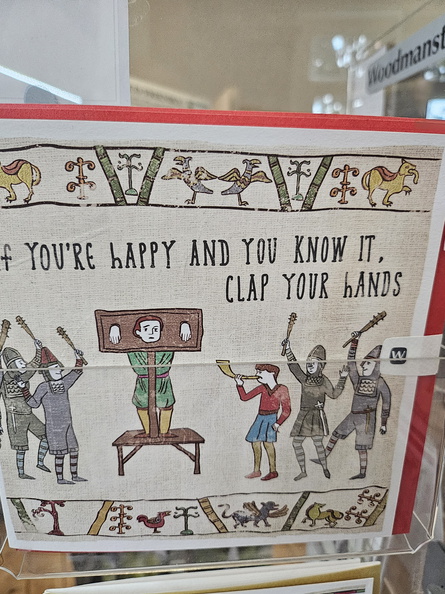 Woodmanst
f YOU'RE hAPPY AND YOU KNOW IT,
CLAP YOUR hANDS
W